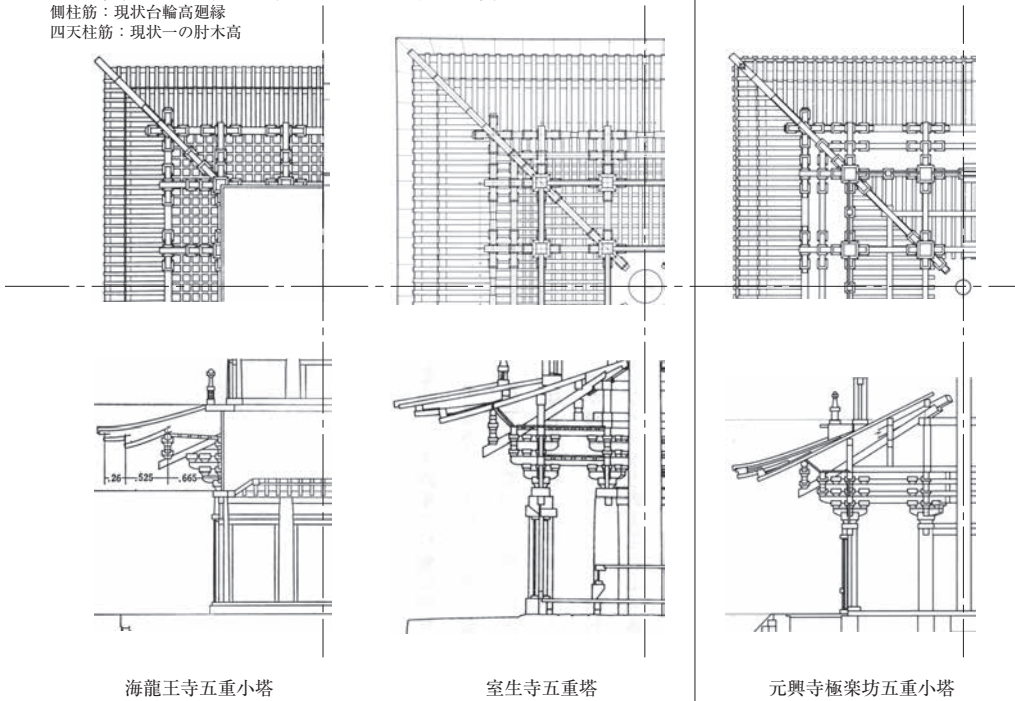 側柱筋：現状台輪高廻縁
四天柱筋：現状一の肘木高
.26 .525 .665
海龍王寺五重小塔
室生寺五重塔
元興寺極楽坊五重小塔